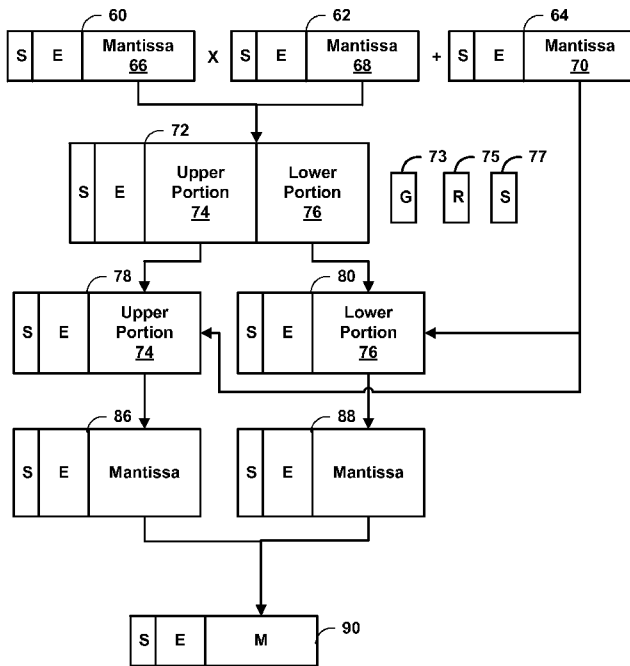 60 62 64
S E Mantissa 66 X S E Mantissa 68 + S E Mantissa 70
72
S E Upper Portion 74 Lower Portion 76
73 75 77
G R S
78 80
S E Upper Portion 74 S E Lower Portion 76
86 88
S E Mantissa S E Mantissa
S E M 90